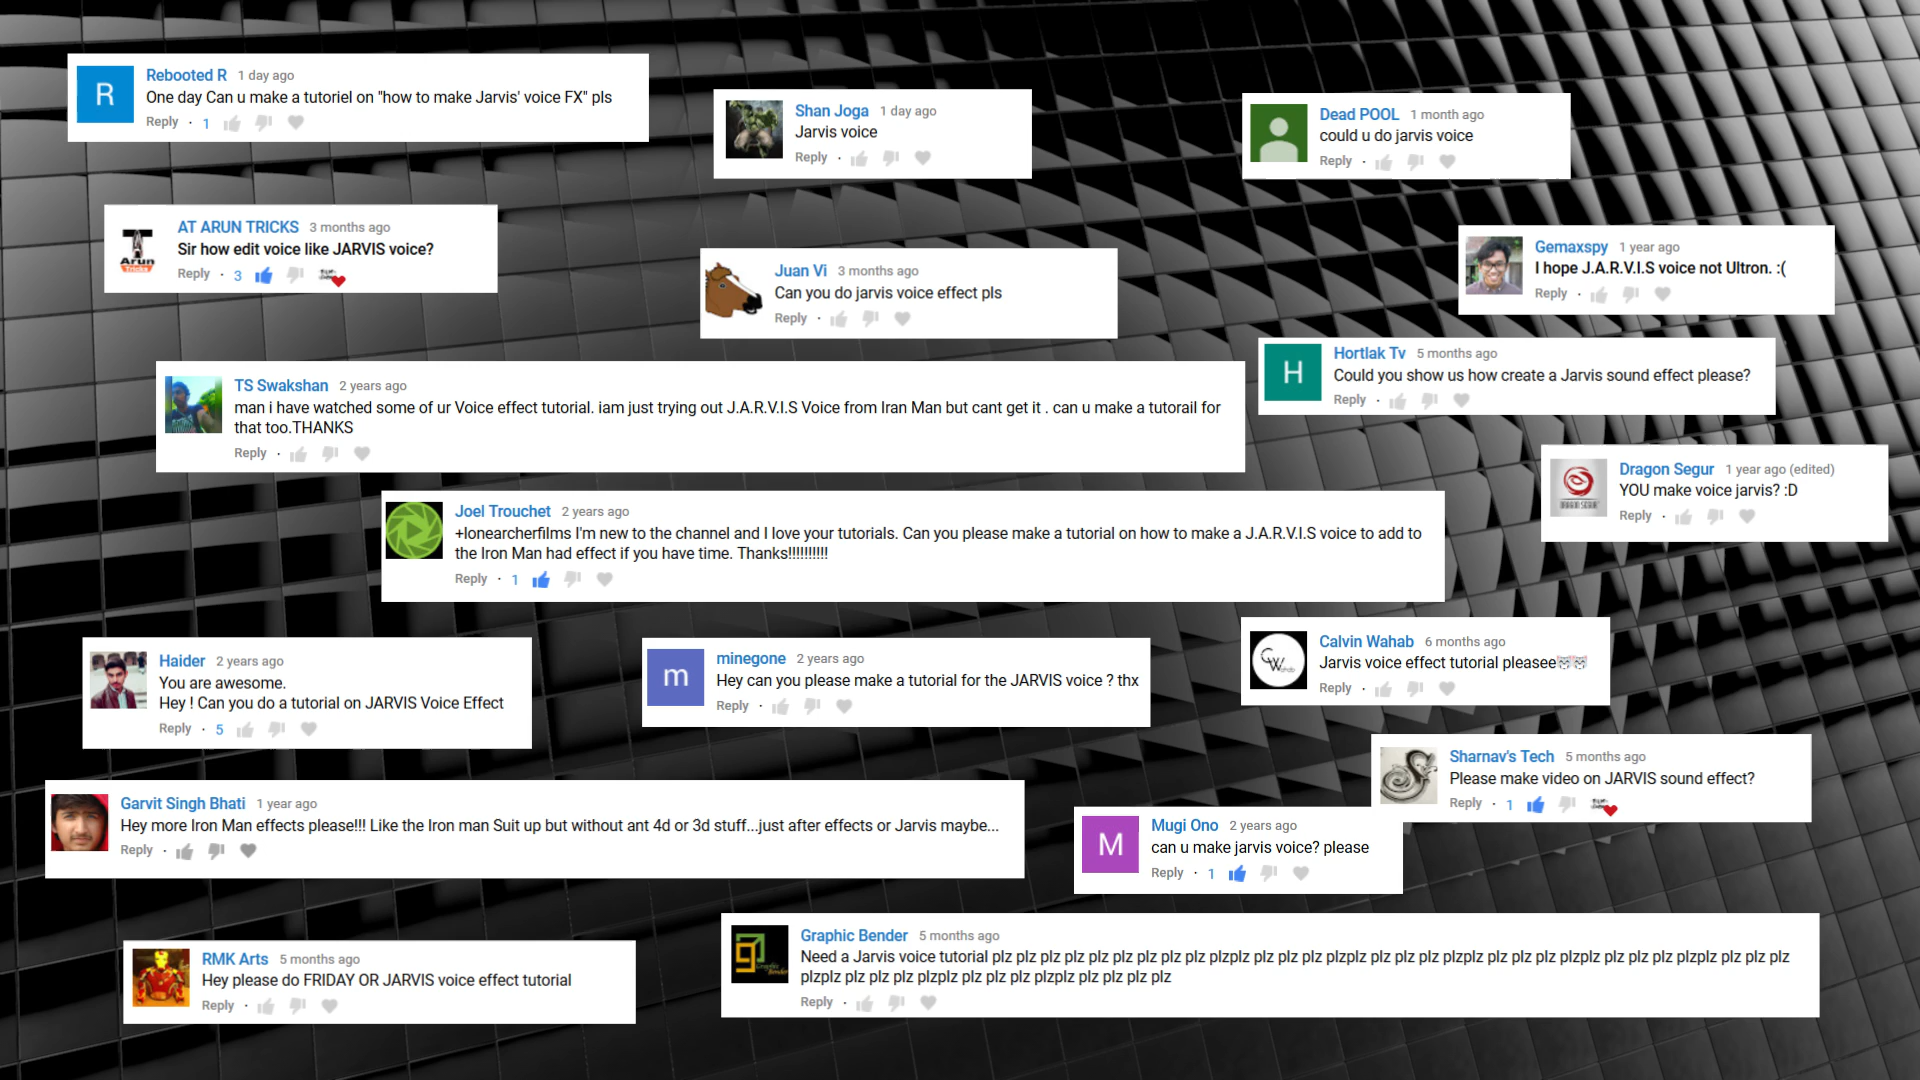 R
Rebooted R 1 day ago
One day Can u make a tutoriel on "how to make Jarvis' voice FX" pls
Reply · 1
Shan Joga 1 day ago
Jarvis voice
Reply ·
Dead POOL 1 month ago
could u do jarvis voice
Reply ·
T
Arun
Tricks
AT ARUN TRICKS 3 months ago
Sir how edit voice like JARVIS voice?
Reply · 3
Juan Vi 3 months ago
Can you do jarvis voice effect pls
Reply ·
Gemaxspy 1 year ago
I hope J.A.R.V.I.S voice not Ultron. :(
Reply ·
TS Swakshan 2 years ago
man i have watched some of ur Voice effect tutorial. iam just trying out J.A.R.V.I.S Voice from Iran Man but cant get it . can u make a tutorail for
that too.THANKS
Reply ·
H
Hortlak Tv 5 months ago
Could you show us how create a Jarvis sound effect please?
Reply ·
DRAGON SEGUR
Dragon Segur 1 year ago (edited)
YOU make voice jarvis? :D
Reply ·
Joel Trouchet 2 years ago
+lonearcherfilms I'm new to the channel and I love your tutorials. Can you please make a tutorial on how to make a J.A.R.V.I.S voice to add to
the Iron Man had effect if you have time. Thanks!!!!!!!!!!
Reply · 1
Haider 2 years ago
You are awesome.
Hey ! Can you do a tutorial on JARVIS Voice Effect
Reply · 5
m
minegone 2 years ago
Hey can you please make a tutorial for the JARVIS voice ? thx
Reply ·
Calvin Wahab 6 months ago
Jarvis voice effect tutorial pleasee
Reply ·
Sharnav's Tech 5 months ago
Please make video on JARVIS sound effect?
Reply · 1
Garvit Singh Bhati 1 year ago
Hey more Iron Man effects please!!! Like the Iron man Suit up but without ant 4d or 3d stuff...just after effects or Jarvis maybe...
Reply ·
M
Mugi Ono 2 years ago
can u make jarvis voice? please
Reply · 1
RMK Arts 5 months ago
Hey please do FRIDAY OR JARVIS voice effect tutorial
Reply ·
Graphic Bender 5 months ago
Need a Jarvis voice tutorial plz plz plz plz plz plz plz plz plz plzplz plz plz plz plzplz plz plz plz plzplz plz plz plz plzplz plz plz plz plzplz plz plz plz
plzplz plz plz plz plzplz plz plz plz plzplz plz plz plz plz
Reply ·